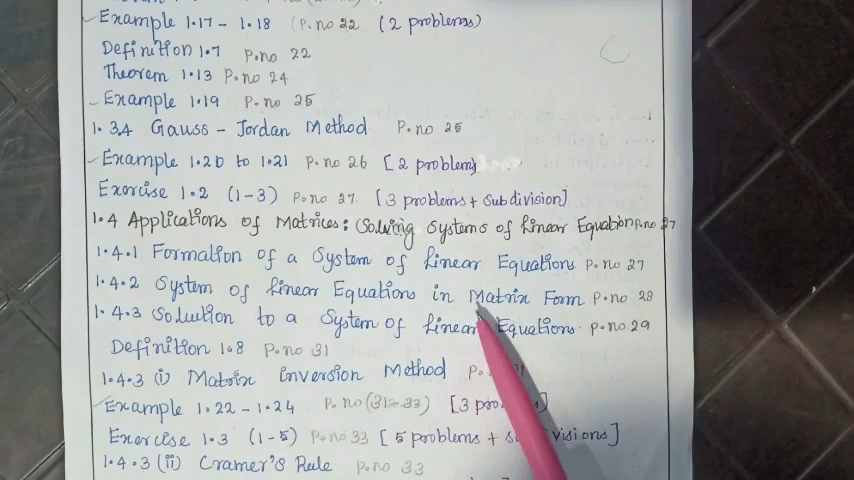 Example 1.17 - 1.18 (P.no 22 (2 problems)
Definition 1.7 P.no 22
Theorem 1.13 P.no 24
Example 1.19 P.no 25
1.3.4 Gauss - Jordan Method P.no 26
Example 1.20 to 1.21 P.no 26 [2 problems]
Exercise 1.2 (1-3) P.no 27. [3 problems + Subdivision]
1.4 Applications of Matrices: Solving Systems of Linear Equation P.no 27
1.4.1 Formation of a System of Linear Equations P.no 27
1.4.2 System of Linear Equations in Matrix Form P.no 28
1.4.3 Solution to a System of Linear Equations. P.no 29
Definition 1.8 P.no 31
1.4.3 (i) Matrix inversion Method
Example 1.22 - 1.24 P.no (31-33) [3
Exercise 1.3 (1-5) P.no 33 [5 problems + visions]
1.4.3 (ii) Cramer's Rule P.no 33